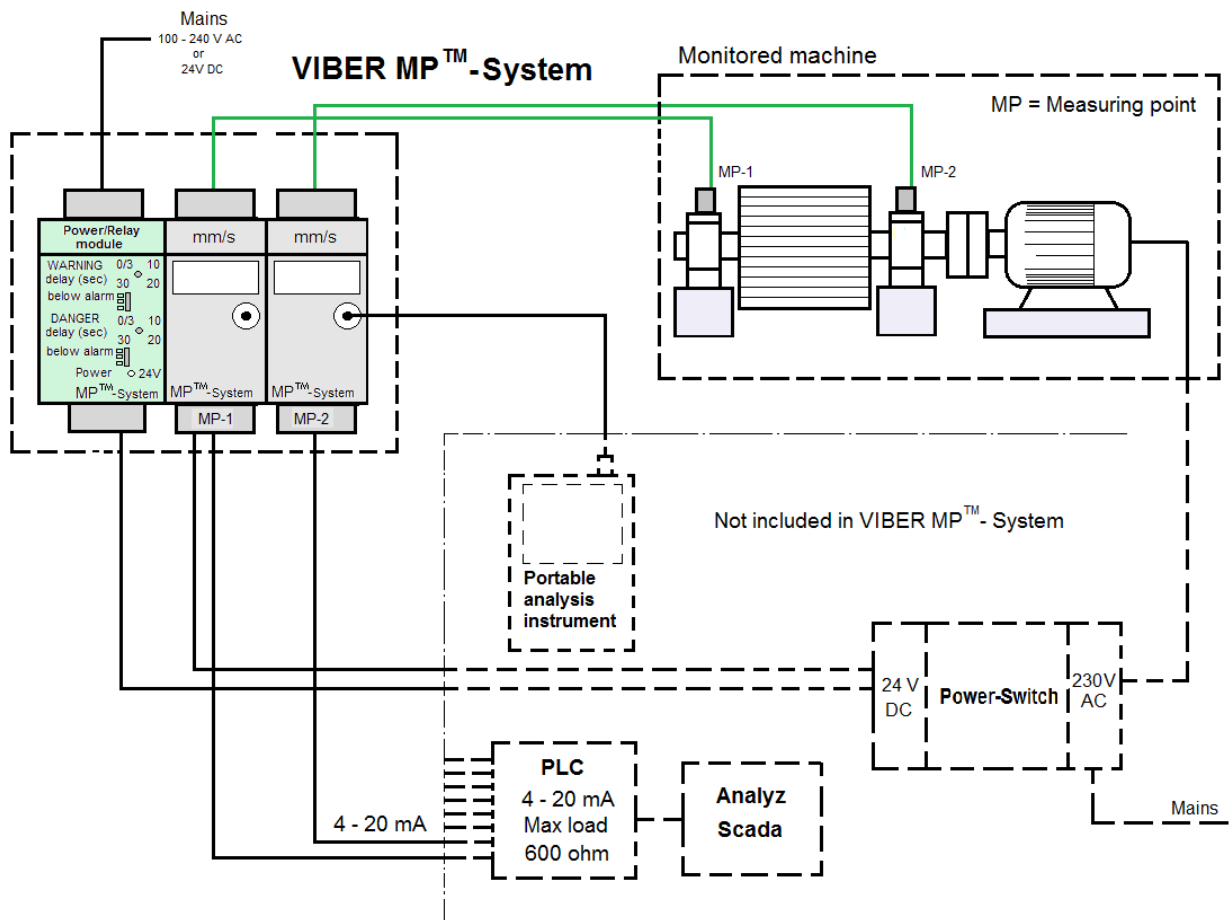 Mains
100 - 240 V AC
or
24V DC
VIBER MP™-System
Monitored machine
MP = Measuring point
MP-1
MP-2
Power/Relay
module
WARNING 0/3 10
delay (sec)
30 20
below alarm
DANGER 0/3 10
delay (sec)
30 20
below alarm
Power 24V
MP™-System
mm/s
MP™-System
MP-1
mm/s
MP™-System
MP-2
Not included in VIBER MP™- System
Portable
analysis
instrument
24 V
DC
Power-Switch
230V
AC
Mains
4 - 20 mA
PLC
4 - 20 mA
Max load
600 ohm
Analyz
Scada